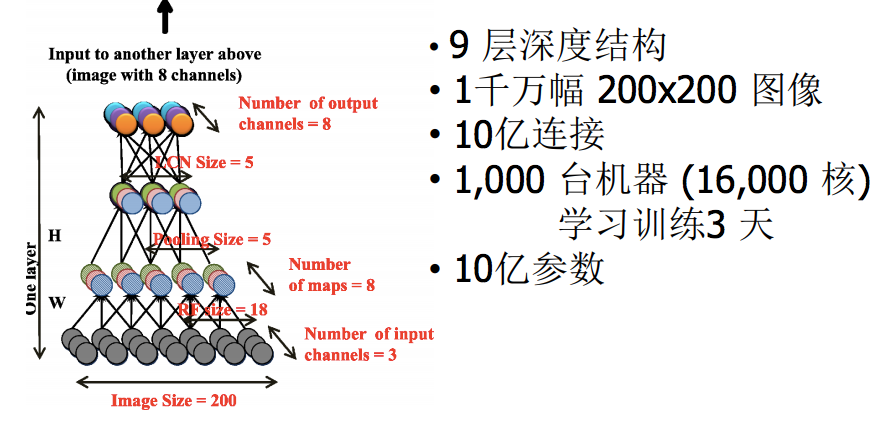 Input to another layer above
(image with 8 channels)
Number of output
channels = 8
LCN Size = 5
One layer
H
Pooling Size = 5
Number
of maps = 8
W
RF size = 18
Number of input
channels = 3
Image Size = 200
• 9 层深度结构
• 1千万幅 200x200 图像
• 10亿连接
• 1,000 台机器 (16,000 核)
学习训练3 天
• 10亿参数